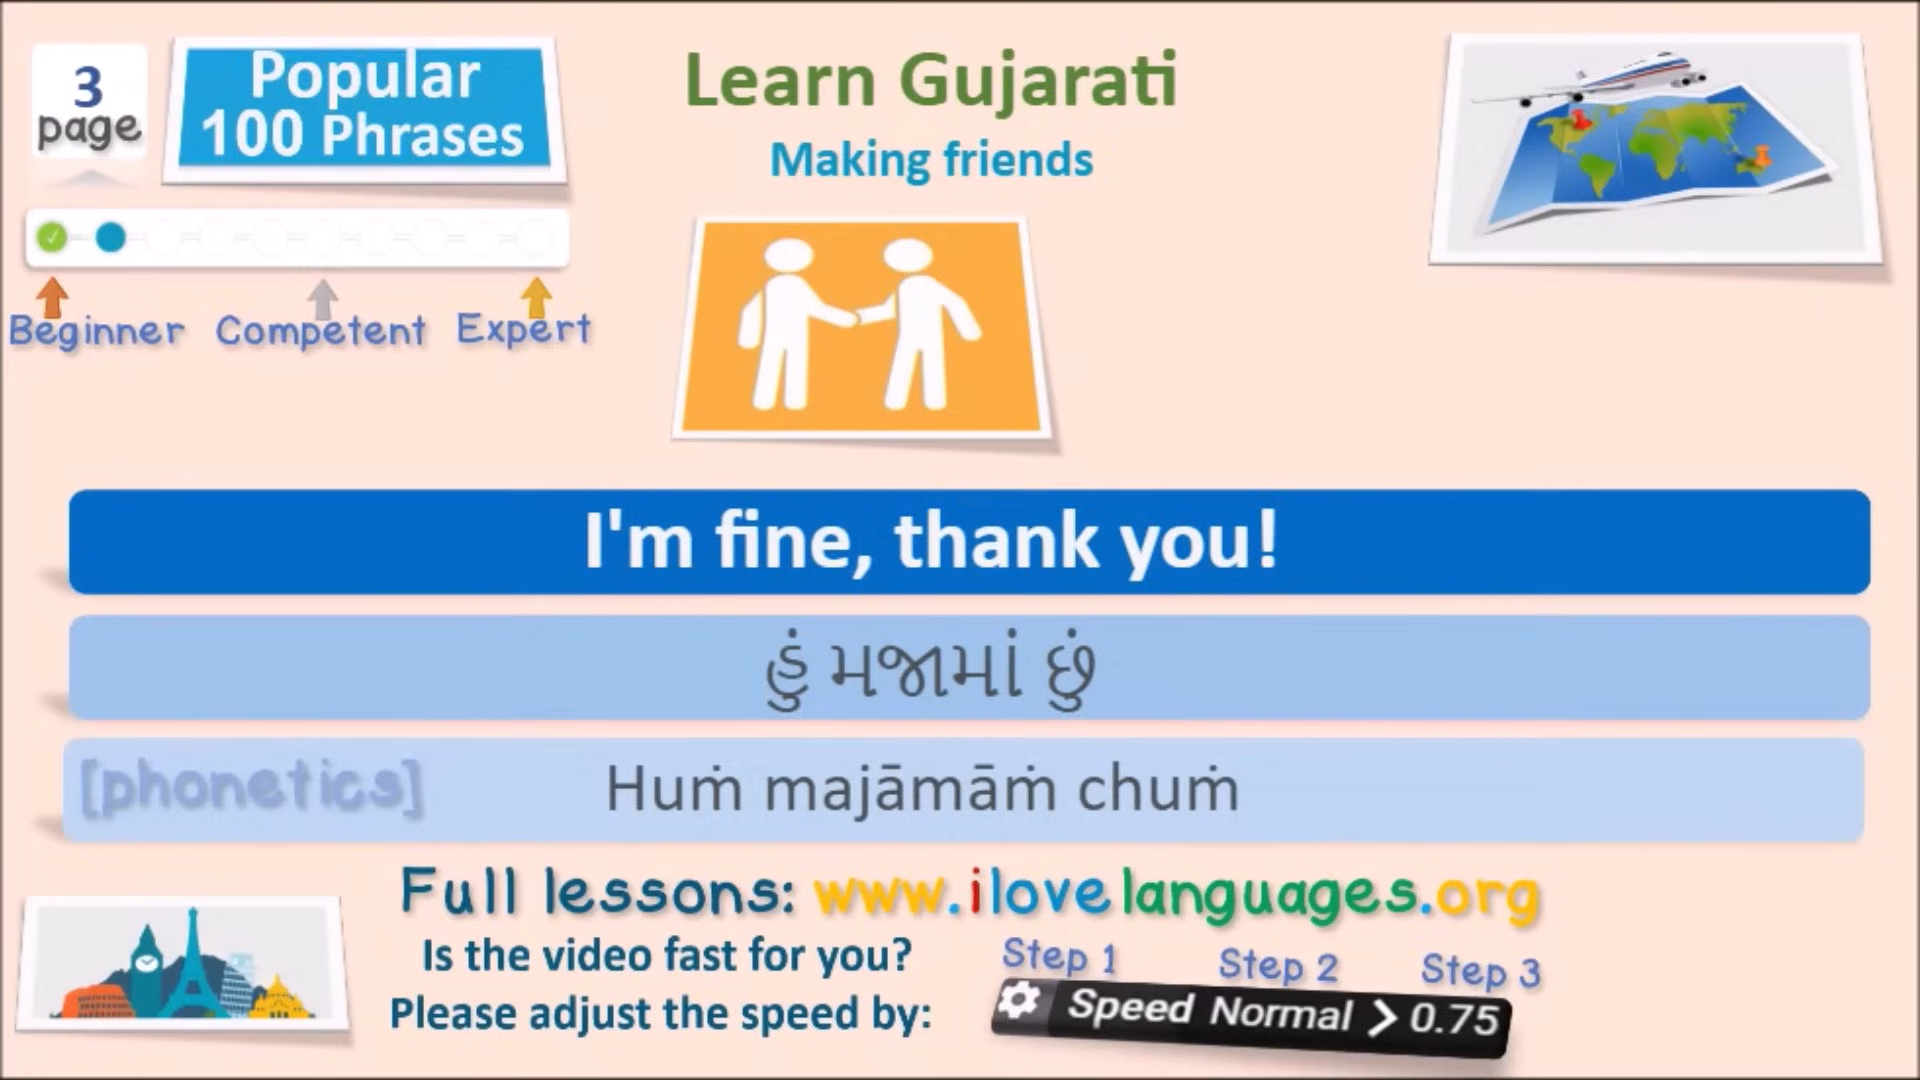 3
page
Popular
100 Phrases
Learn Gujarati
Making friends
Beginner Competent Expert
I'm fine, thank you!
હું મજામાં છું
[phonetics] Huṁ majāmāṁ chuṁ
Full lessons: www.ilovelanguages.org
Is the video fast for you?
Please adjust the speed by:
Step 1 Step 2 Step 3
Speed Normal > 0.75